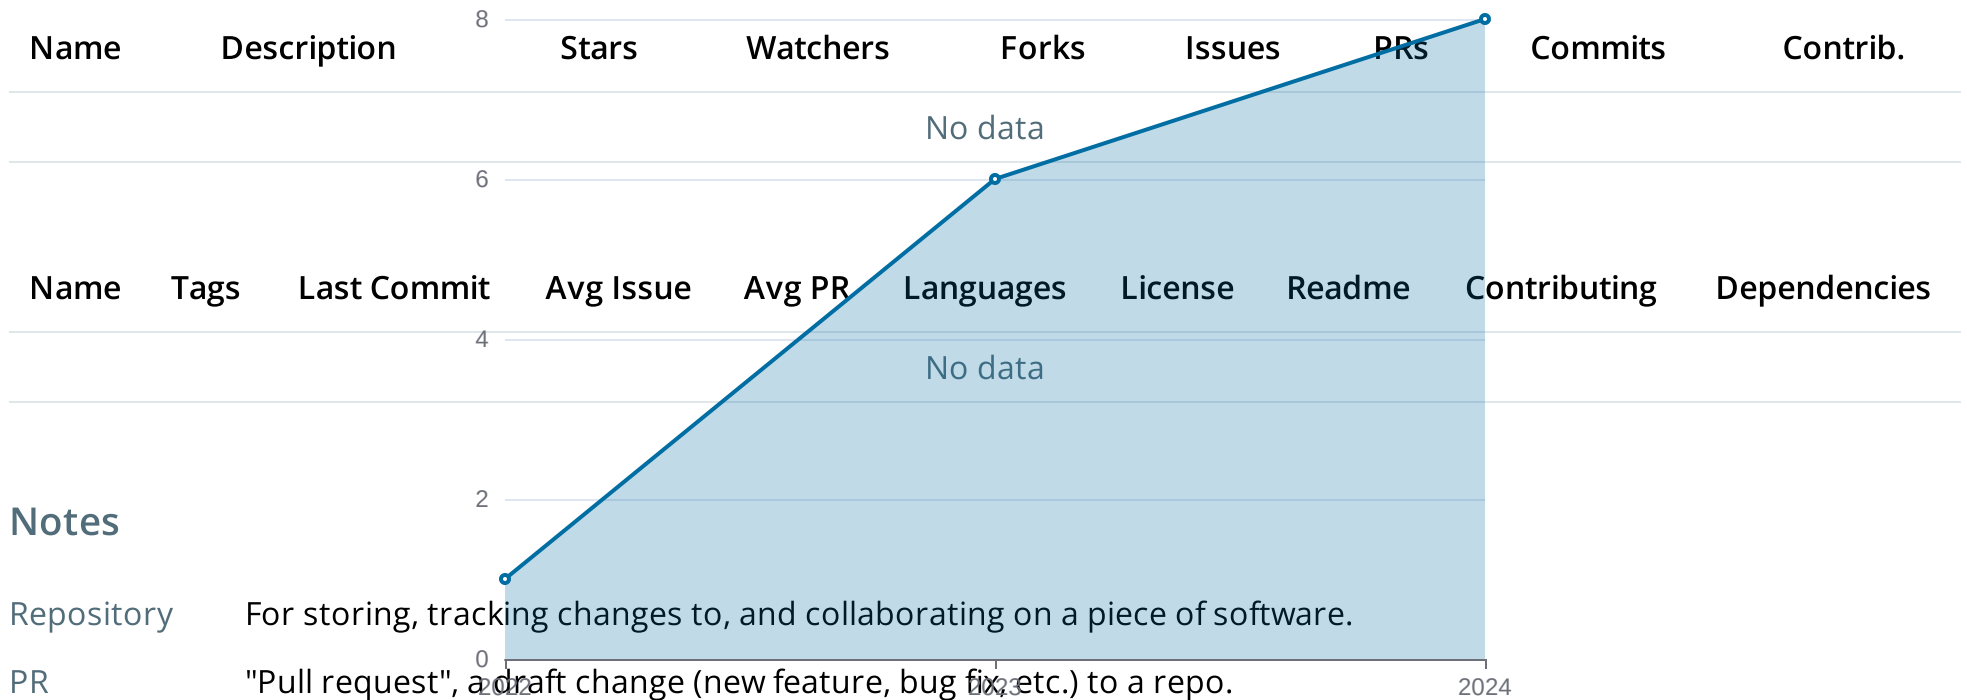 8
Name Description Stars Watchers Forks Issues PRs Commits Contrib.
No data
6
Name Tags Last Commit Avg Issue Avg PR Languages License Readme Contributing Dependencies
4
No data
2
Notes
Repository For storing, tracking changes to, and collaborating on a piece of software.
0
PR "Pull request", a draft change (new feature, bug fix, etc.) to a repo.
2022 2023 2024